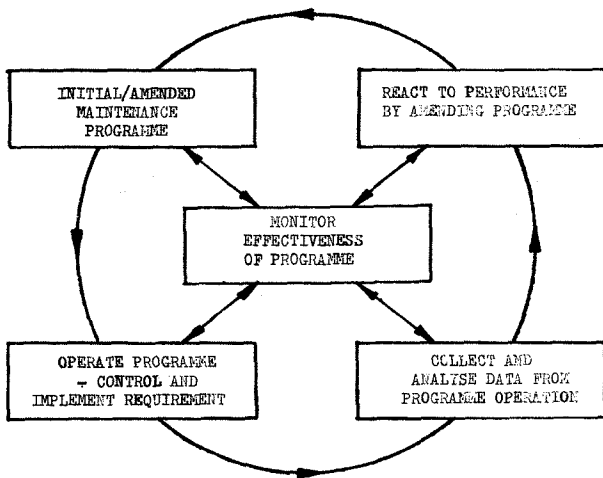 INITIAL/AMENDED
MAINTENANCE
PROGRAMME
REACT TO PERFORMANCE
BY AMENDING PROGRAMME
MONITOR
EFFECTIVENESS
OF PROGRAMME
OPERATE PROGRAMME
- CONTROL AND
IMPLEMENT REQUIREMENT
COLLECT AND
ANALYSE DATA FROM
PROGRAMME OPERATION